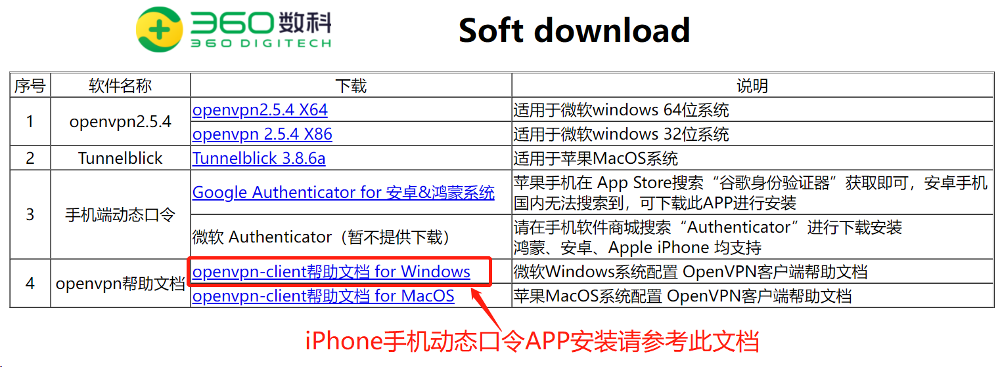 360数科
360 DIGITECH
Soft download
序号 软件名称 下载 说明
1 openvpn2.5.4 openvpn2.5.4 X64 适用于微软windows 64位系统
openvpn 2.5.4 X86 适用于微软windows 32位系统
2 Tunnelblick Tunnelblick 3.8.6a 适用于苹果MacOS系统
3 手机端动态口令 Google Authenticator for 安卓&鸿蒙系统 苹果手机在 App Store搜索“谷歌身份验证器”获取即可，安卓手机
国内无法搜索到，可下载此APP进行安装
微软 Authenticator（暂不提供下载） 请在手机软件商城搜索“Authenticator”进行下载安装
鸿蒙、安卓、Apple iPhone 均支持
4 openvpn帮助文档 openvpn-client帮助文档 for Windows 微软Windows系统配置 OpenVPN客户端帮助文档
openvpn-client帮助文档 for MacOS 苹果MacOS系统配置 OpenVPN客户端帮助文档
iPhone手机动态口令APP安装请参考此文档